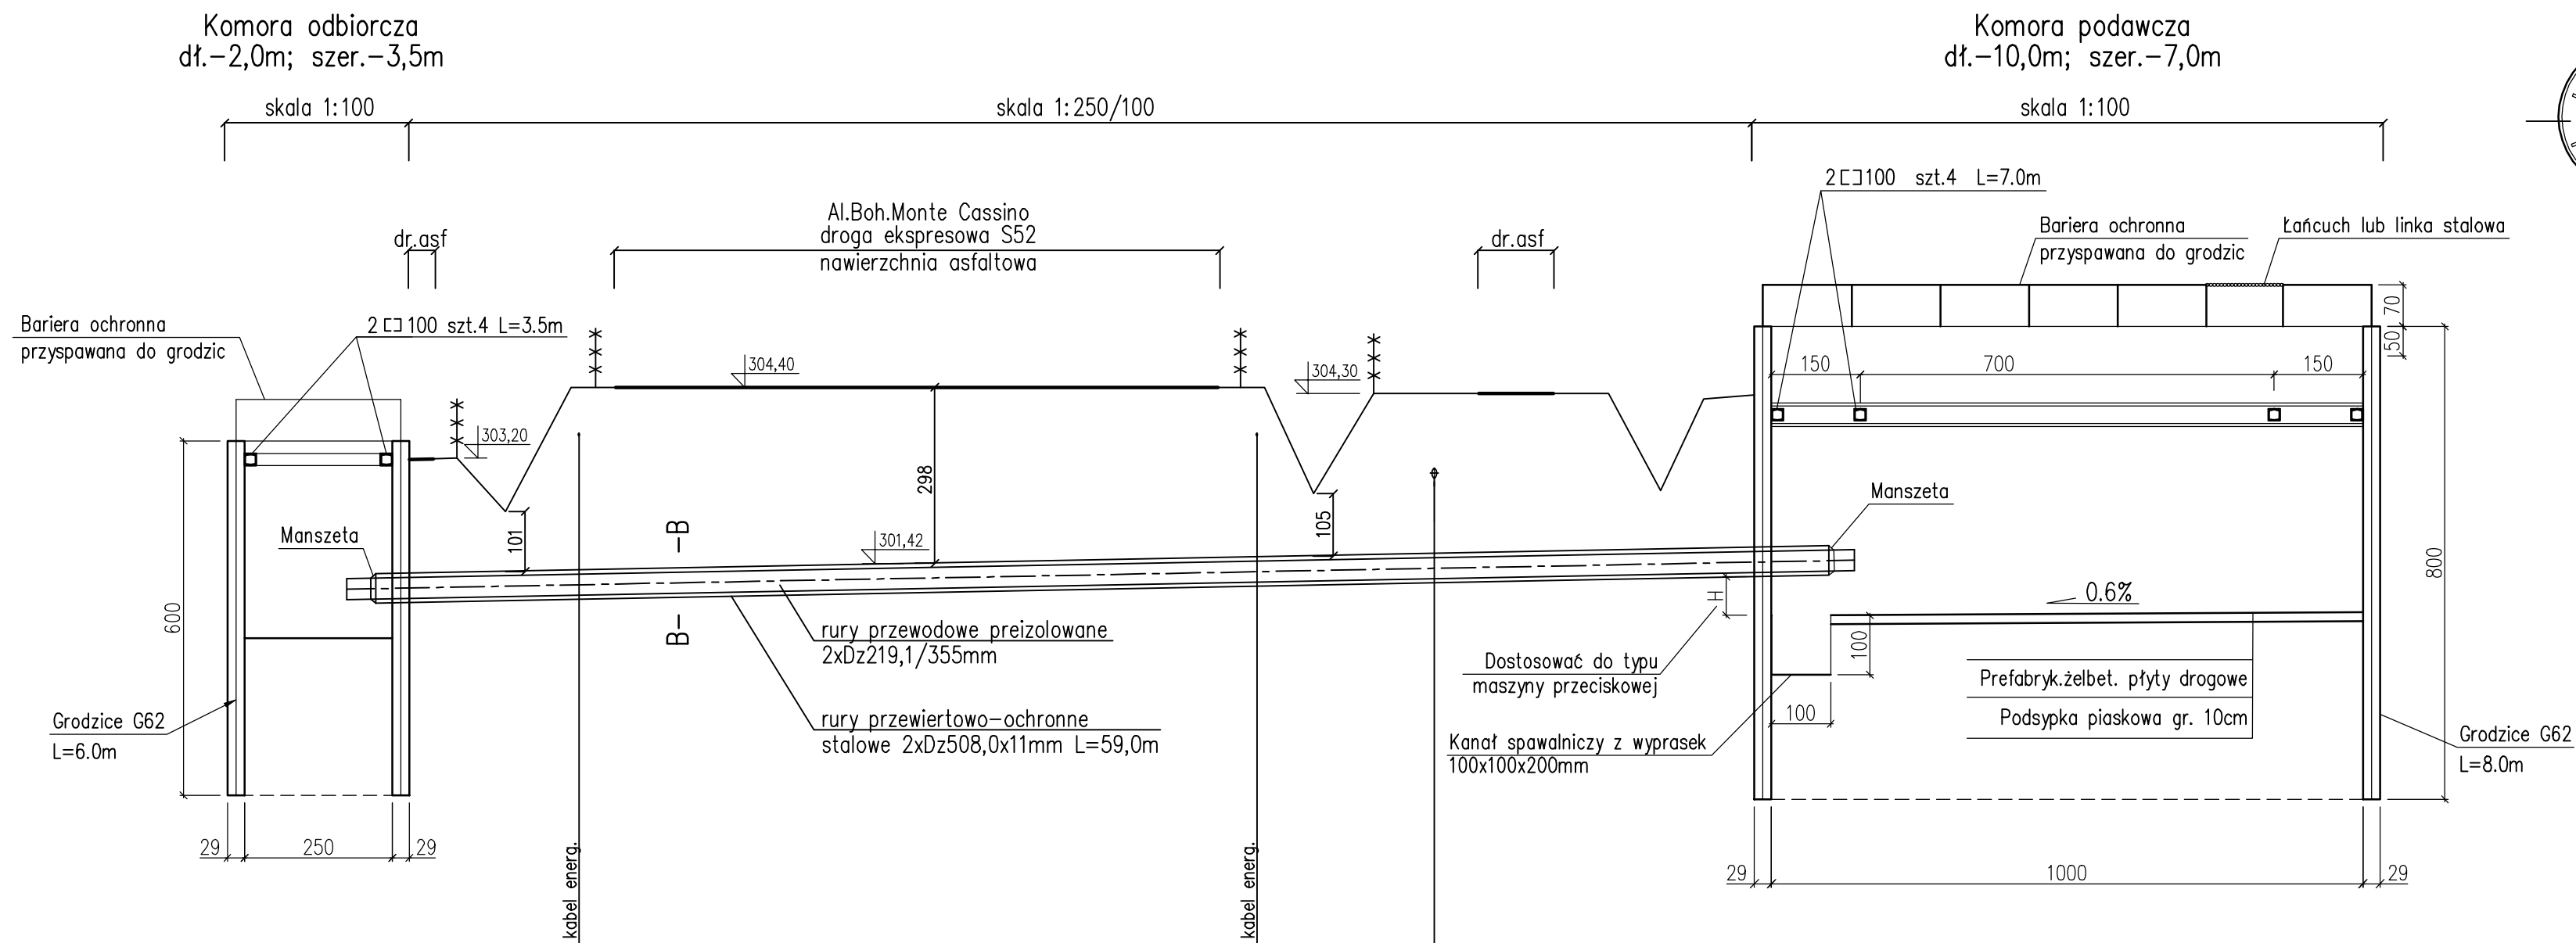 Komora odbiorcza
dł.-2,0m; szer.-3,5m
Komora podawcza
dł.-10,0m; szer.-7,0m
skala 1:100
skala 1:250/100
skala 1:100
2 100 szt.4 L=7.0m
Al.Boh.Monte Cassino
droga ekspresowa S52
nawierzchnia asfaltowa
dr.asf
dr.asf
Bariera ochronna
przyspawana do grodzic
Łańcuch lub linka stalowa
Bariera ochronna
przyspawana do grodzic
2 100 szt.4 L=3.5m
70
50
304,40
304,30
150
700
150
303,20
298
101
105
Manszeta
Manszeta
B-
-B
301,42
H
600
800
0.6%
100
rury przewodowe preizolowane
2xDz219,1/355mm
Dostosować do typu
maszyny przeciskowej
Prefabryk.żelbet. płyty drogowe
Podsypka piaskowa gr. 10cm
100
rury przewiertowo-ochronne
stalowe 2xDz508,0x11mm L=59,0m
Kanał spawalniczy z wyprasek
100x100x200mm
Grodzice G62
L=6.0m
Grodzice G62
L=8.0m
29
250
29
kabel energ.
kabel energ.
29
1000
29